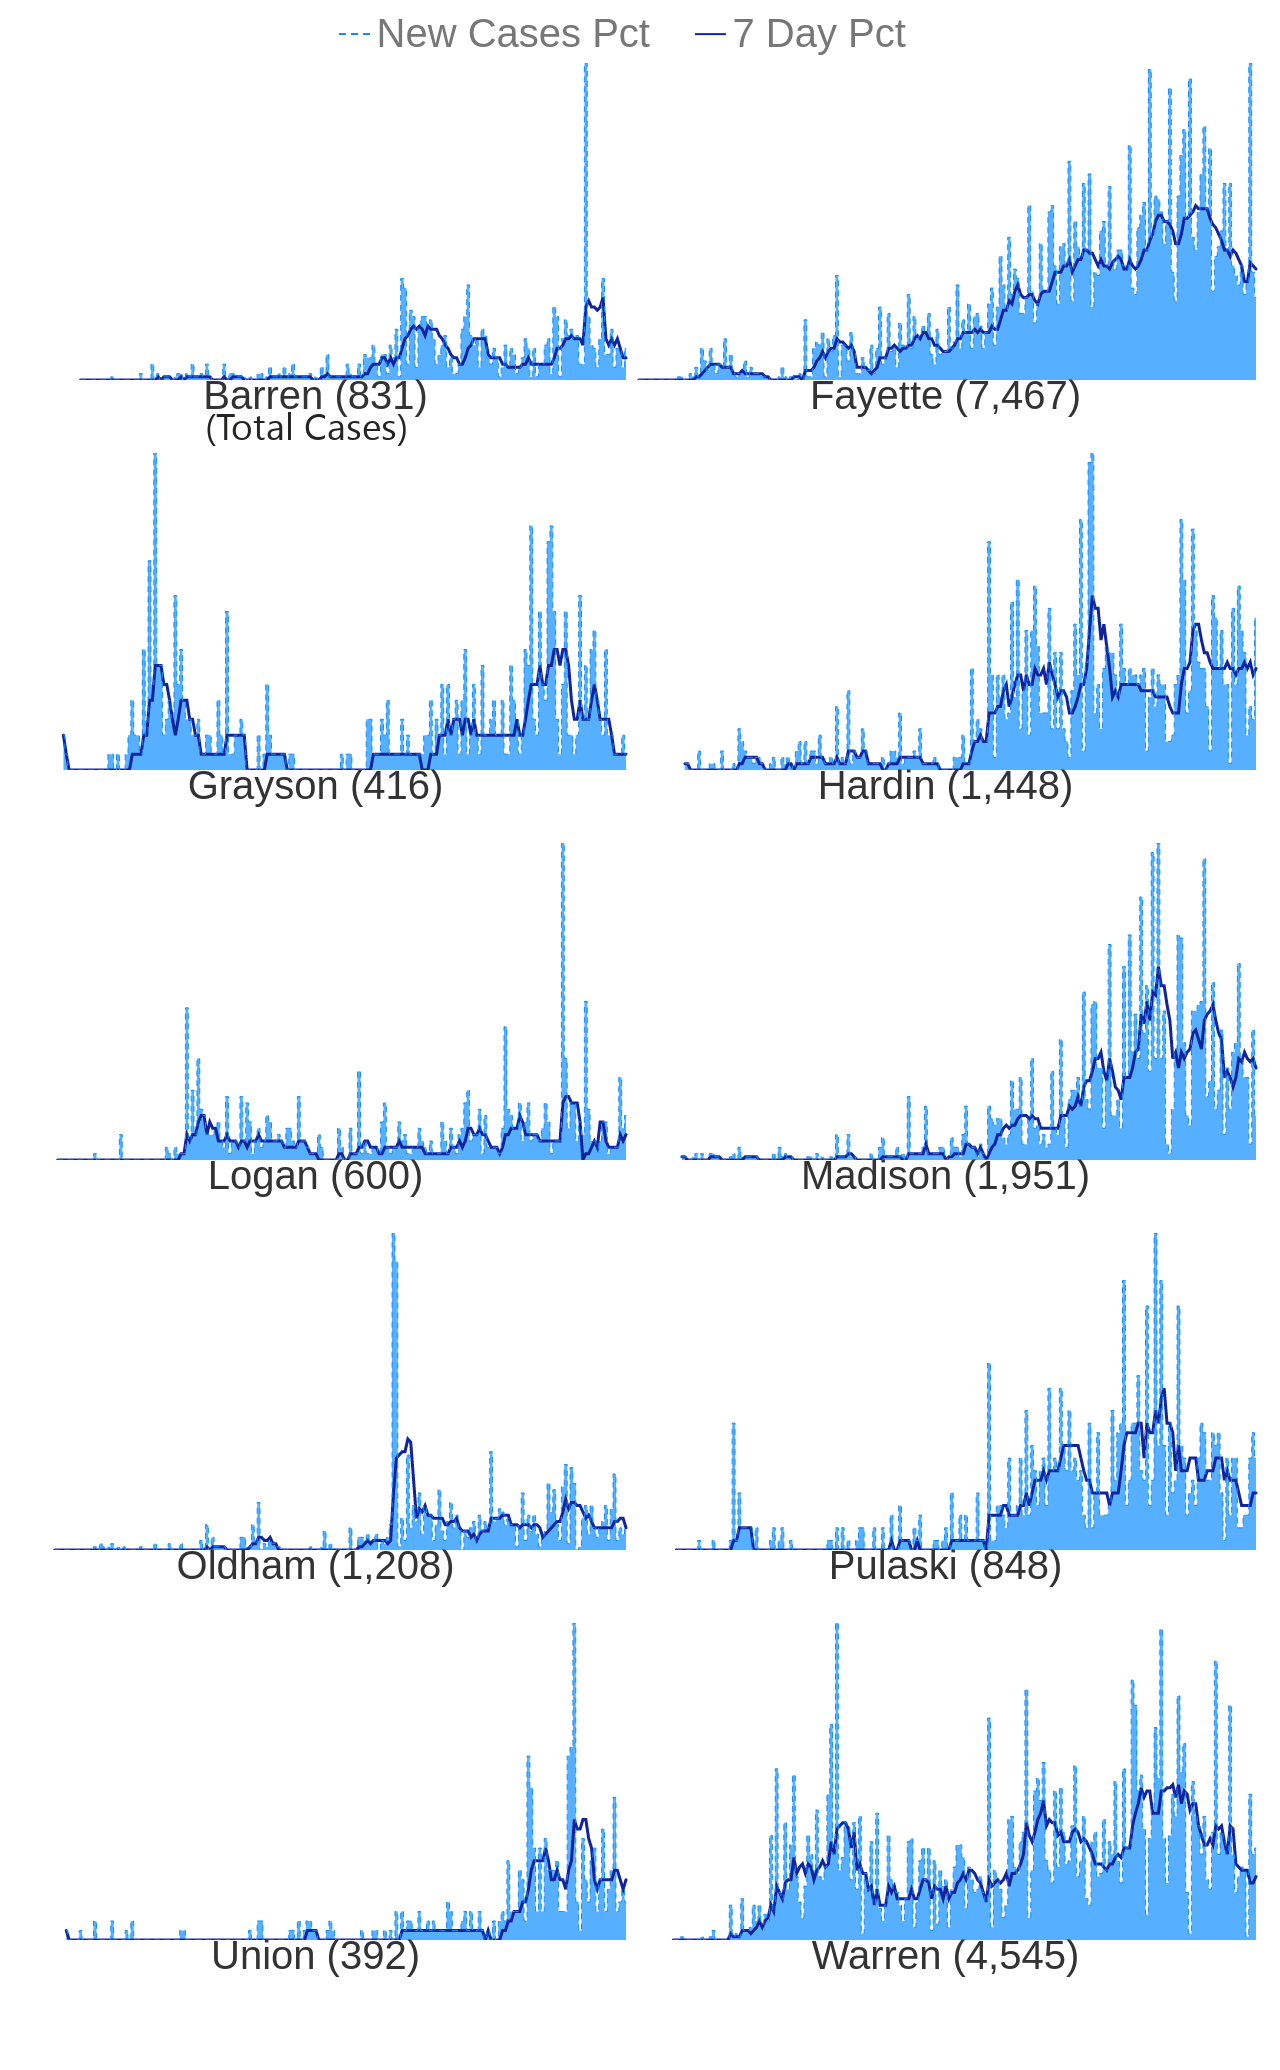 New Cases Pct 7 Day Pct
Barren (831) Fayette (7,467)
(Total Cases)
Grayson (416) Hardin (1,448)
Logan (600) Madison (1,951)
Oldham (1,208) Pulaski (848)
Union (392) Warren (4,545)